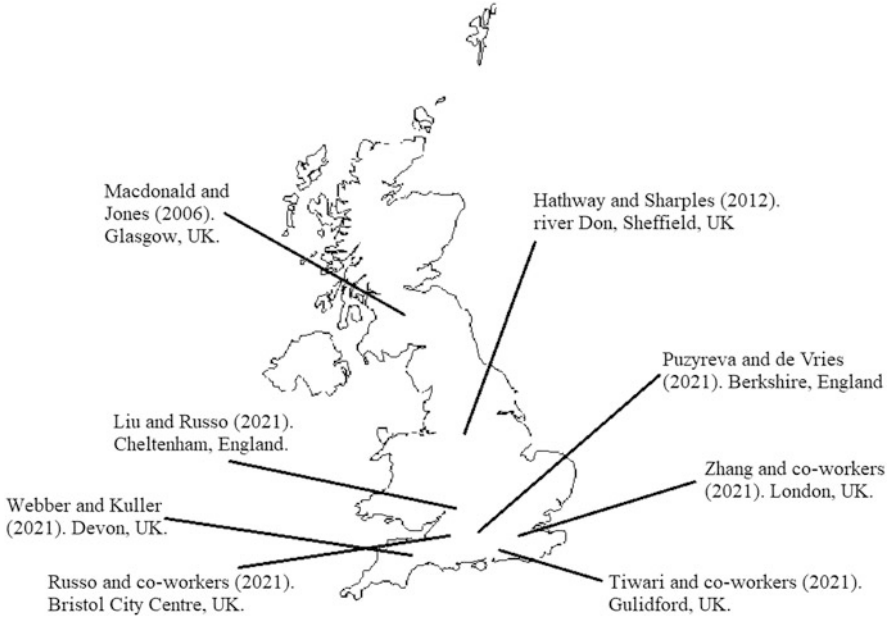 Macdonald and
Jones (2006).
Glasgow, UK.
Hathway and Sharples (2012).
river Don, Sheffield, UK
Puzyreva and de Vries
(2021). Berkshire, England
Liu and Russo (2021).
Cheltenham, England.
Zhang and co-workers
(2021). London, UK.
Webber and Kuller
(2021). Devon, UK.
Russo and co-workers (2021).
Bristol City Centre, UK.
Tiwari and co-workers (2021).
Gulidford, UK.